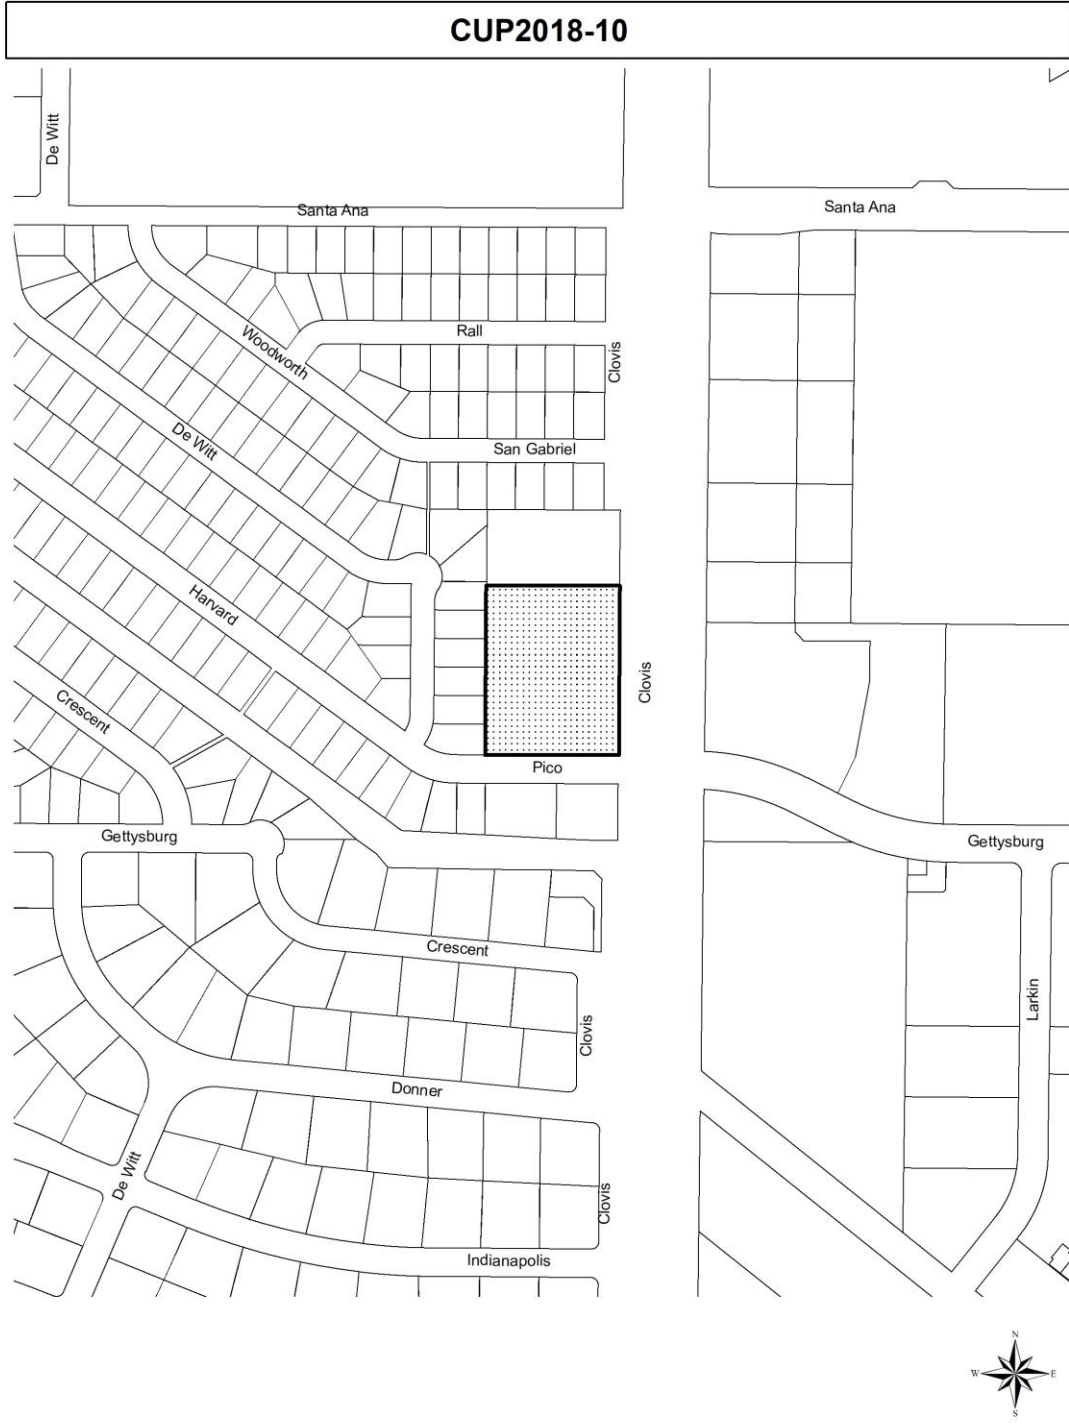 CUP2018-10
De Witt
Santa Ana
Santa Ana
Rall
Woodworth
Clovis
De Witt
San Gabriel
Harvard
Clovis
Crescent
Pico
Gettysburg
Gettysburg
Crescent
Larkin
Clovis
Donner
De Witt
Clovis
Indianapolis
N
W
E
S